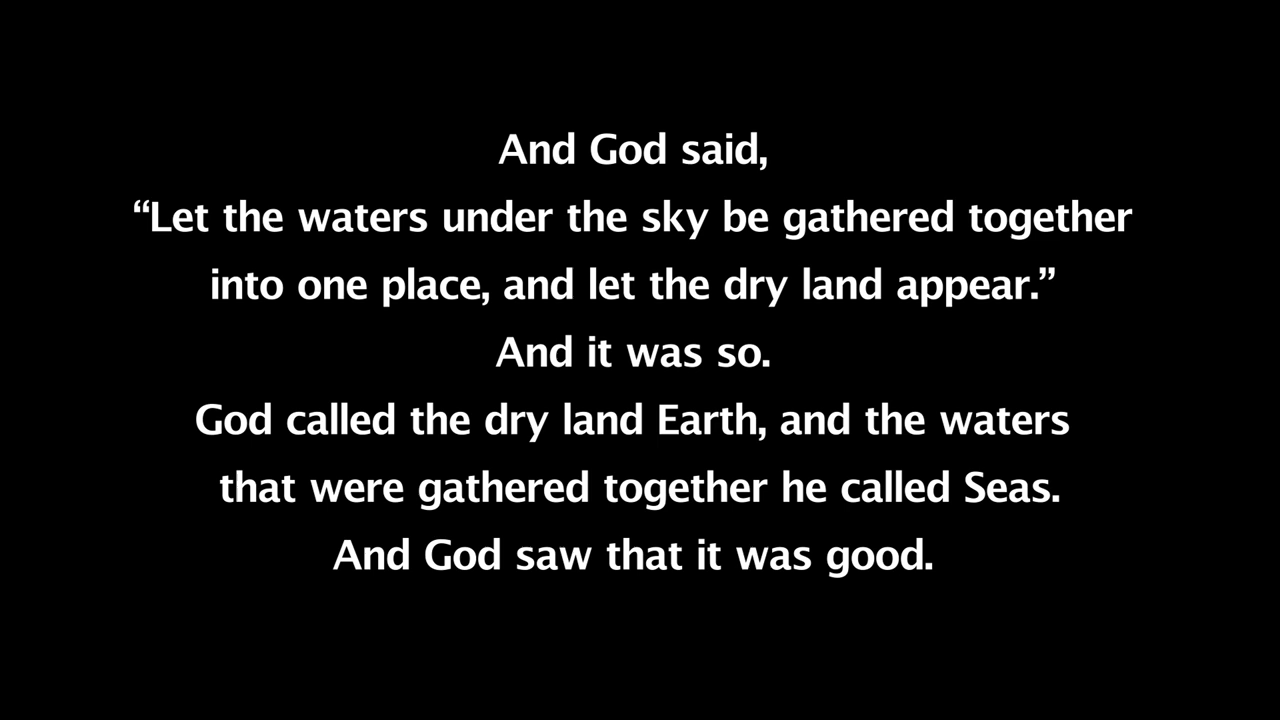 And God said,
“Let the waters under the sky be gathered together
into one place, and let the dry land appear.”
And it was so.
God called the dry land Earth, and the waters
that were gathered together he called Seas.
And God saw that it was good.